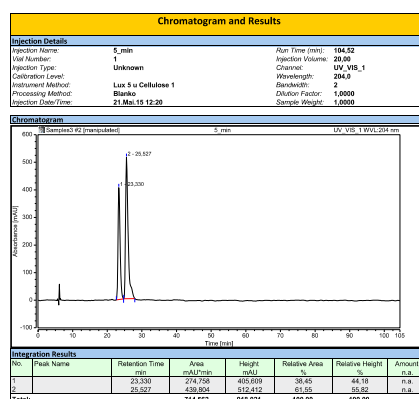 Chromatogram and Results
Injection Details
Injection Name: 5_min Run Time (min): 104,52
Vial Number: 1 Injection Volume: 20,00
Injection Type: Unknown Channel: UV_VIS_1
Calibration Level: Wavelength: 204,0
Instrument Method: Lux 5 u Cellulose 1 Bandwidth: 2
Processing Method: Blanko Dilution Factor: 1,0000
Injection Date/Time: 21.Mai.15 12:20 Sample Weight: 1,0000
Chromatogram
Samples3 #2 [manipulated] 5_min UV_VIS_1 WVL:204 nm
600
500
400
300
200
100
0
-100
Absorbance [mAU]
2 - 25,527
1 - 23,330
0 10 20 30 40 50 60 70 80 90 100 105
Time [min]
Integration Results
No. Peak Name Retention Time Area Height Relative Area Relative Height Amount
min mAU*min mAU % % n.a.
1 23,330 274,758 405,609 38,45 44,18 n.a.
2 25,527 439,804 512,412 61,55 55,82 n.a.
Total: 100,00 100,00